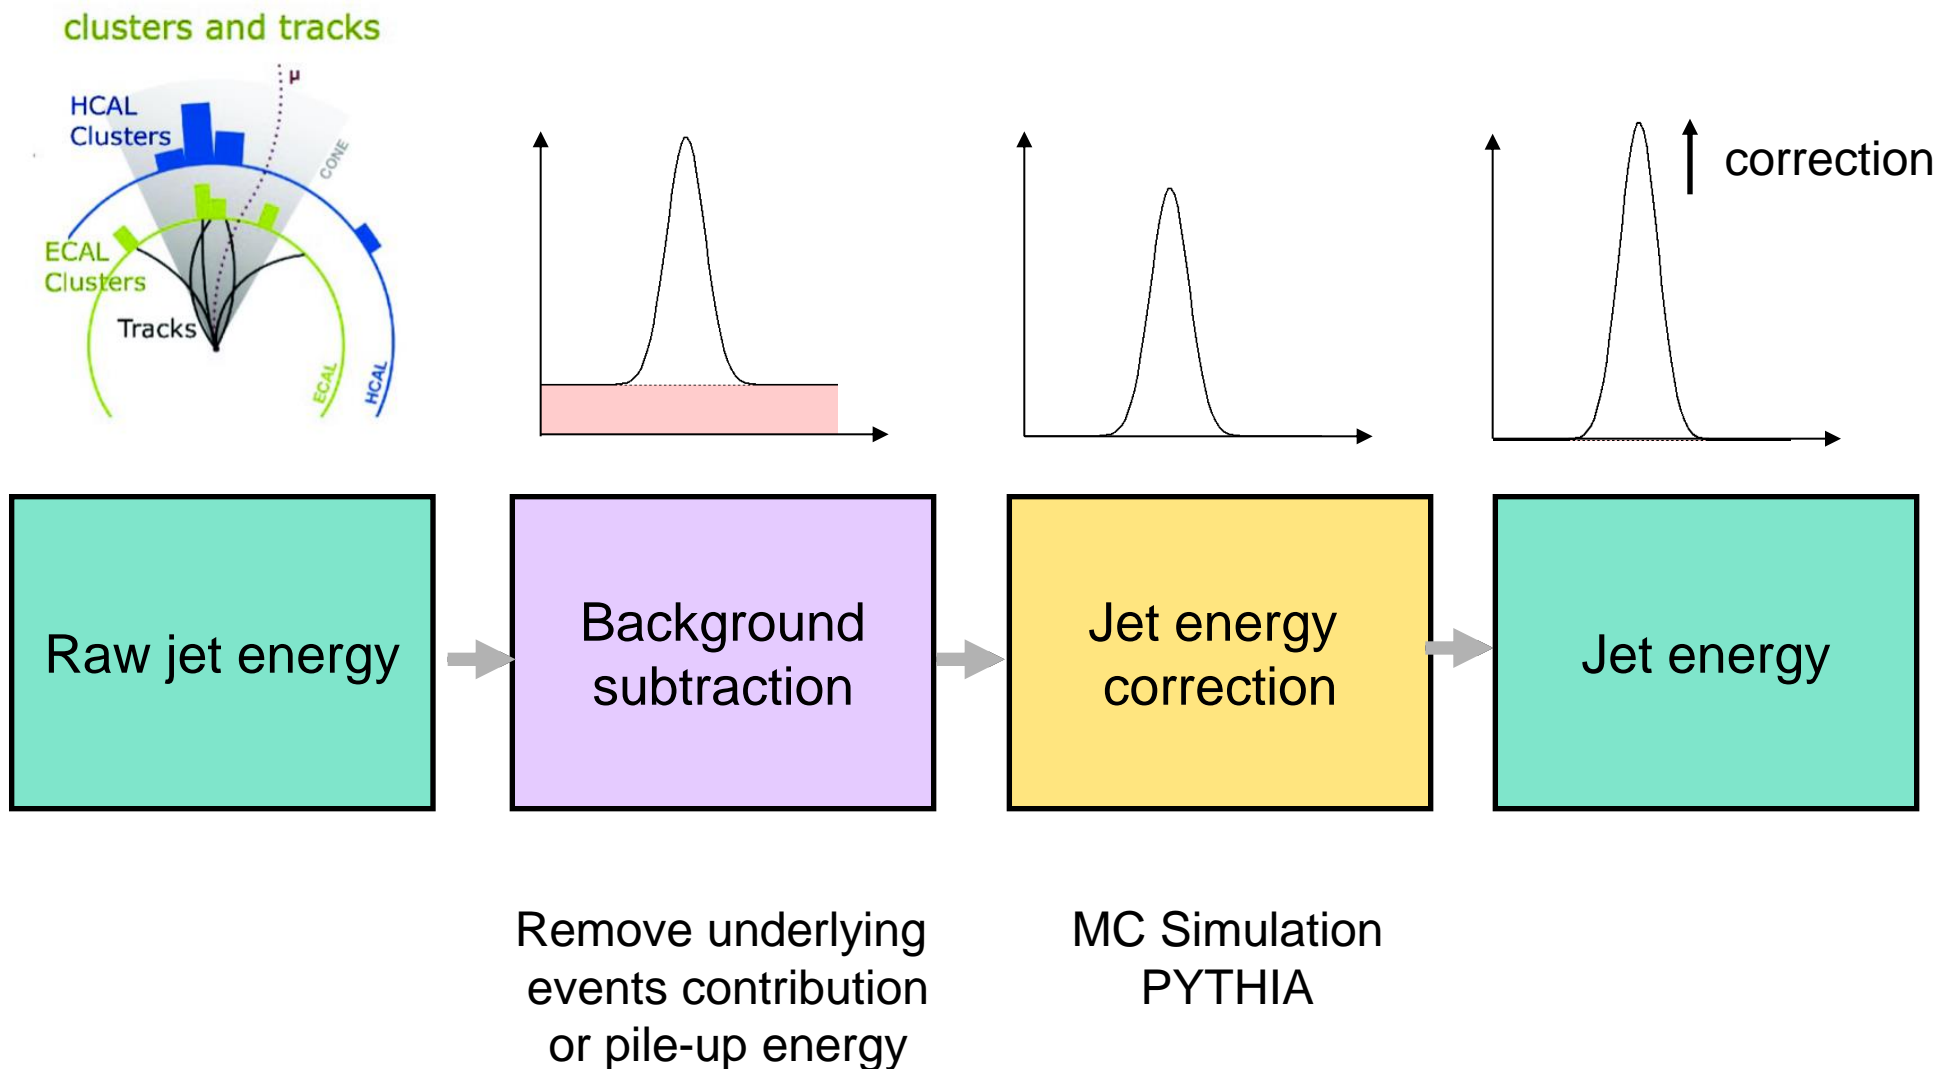 clusters and tracks
μ
HCAL
Clusters
CONE
ECAL
Clusters
Tracks
ECAL
HCAL
correction
Raw jet energy
Background
subtraction
Jet energy
correction
Jet energy
Remove underlying
events contribution
or pile-up energy
MC Simulation
PYTHIA